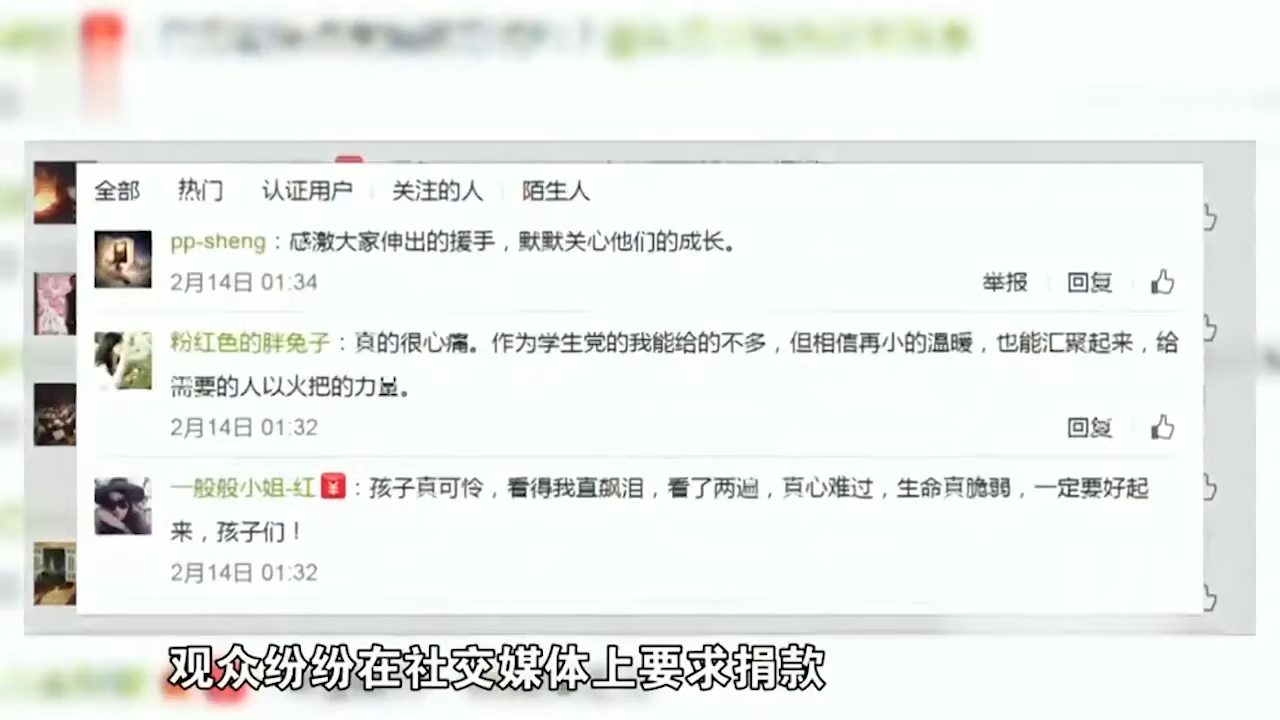 全部 热门 认证用户 关注的人 陌生人
pp-sheng：感激大家伸出的援手，默默关心他们的成长。
2月14日 01:34 举报 回复
粉红色的胖兔子：真的很心痛。作为学生党的我能给的不多，但相信再小的温暖，也能汇聚起来，给
需要的人以火把的力量。
2月14日 01:32 回复
一般般小姐-红：孩子真可怜，看得我直飙泪，看了两遍，真心难过，生命真脆弱，一定要好起
来，孩子们！
2月14日 01:32
观众纷纷在社交媒体上要求捐款